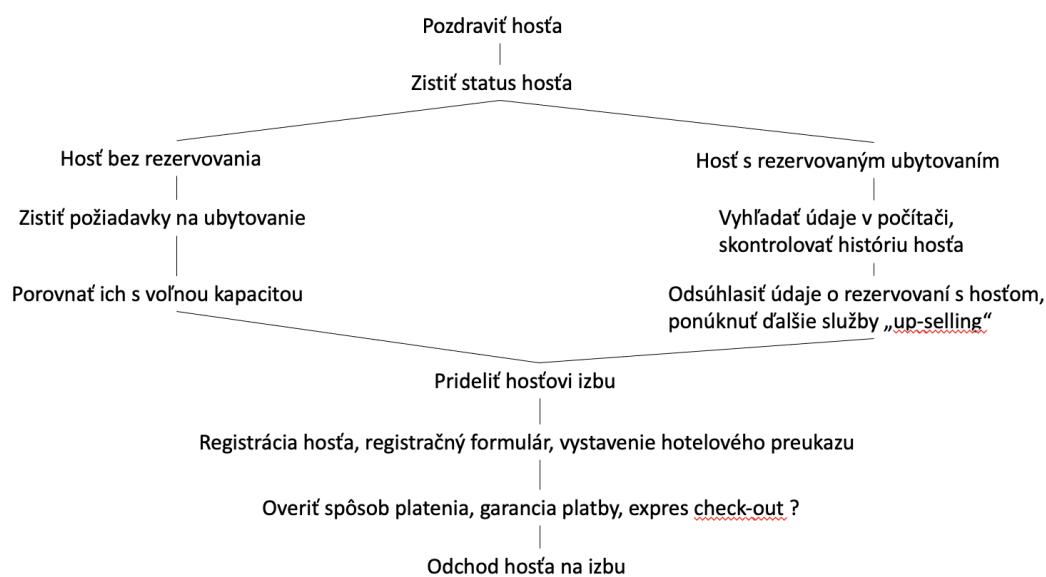 Pozdraviť hosťa
Zistiť status hosťa
Hosť bez rezervovania
Hosť s rezervovaným ubytovaním
Zistiť požiadavky na ubytovanie
Vyhľadať údaje v počítači,
skontrolovať históriu hosťa
Porovnať ich s voľnou kapacitou
Odsúhlasiť údaje o rezervovaní s hosťom,
ponúknuť ďalšie služby „up-selling“
Prideliť hosťovi izbu
Registrácia hosťa, registračný formulár, vystavenie hotelového preukazu
Overiť spôsob platenia, garancia platby, expres check-out ?
Odchod hosťa na izbu